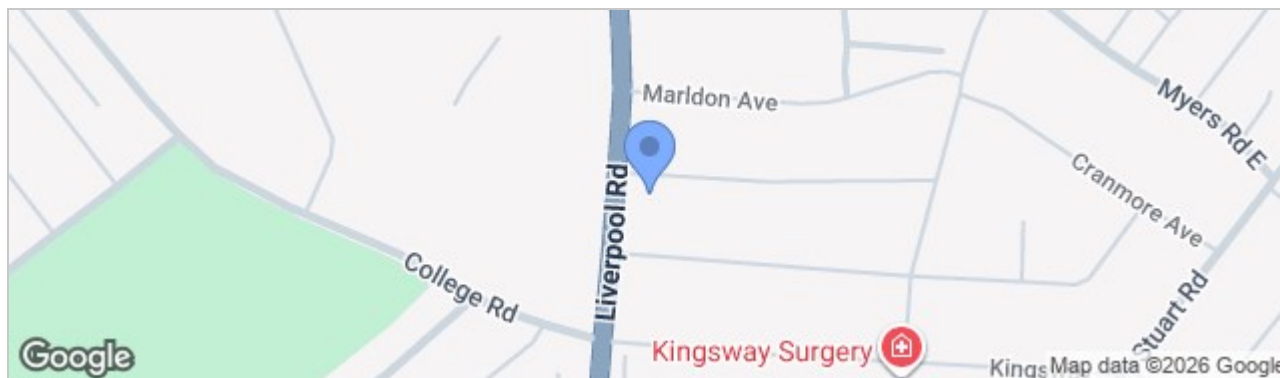 Marldon Ave
Myers Rd E
Cranmore Ave
Liverpool Rd
College Rd
Stuart Rd
Kingsway Surgery
Google
Map data ©2026 Google